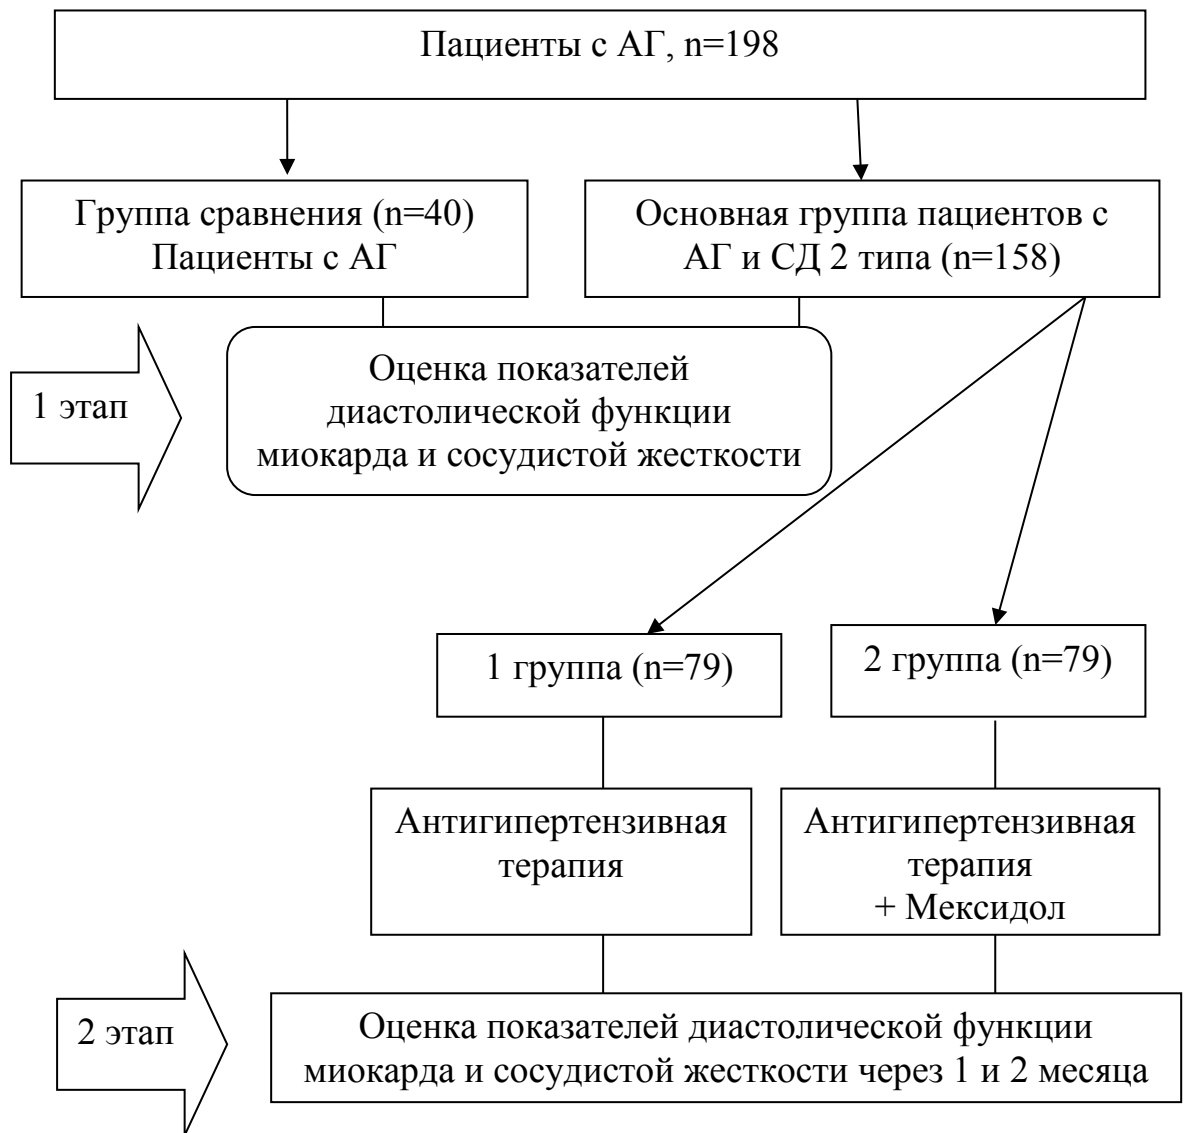 Пациенты с АГ, n=198
Группа сравнения (n=40)
Пациенты с АГ
Основная группа пациентов с
АГ и СД 2 типа (n=158)
1 этап
Оценка показателей
диастолической функции
миокарда и сосудистой жесткости
1 группа (n=79)
2 группа (n=79)
Антигипертензивная
терапия
Антигипертензивная
терапия
+ Мексидол
2 этап
Оценка показателей диастолической функции
миокарда и сосудистой жесткости через 1 и 2 месяца